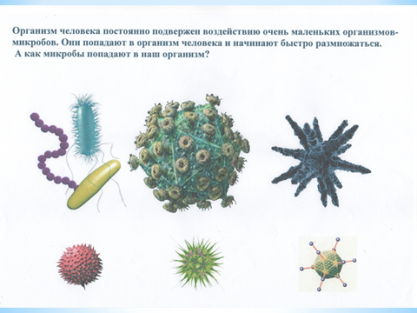 Организм человека постоянно подвержен воздействию очень маленьких организмов-
микробов. Они попадают в организм человека и начинают быстро размножаться.
А как микробы попадают в наш организм?